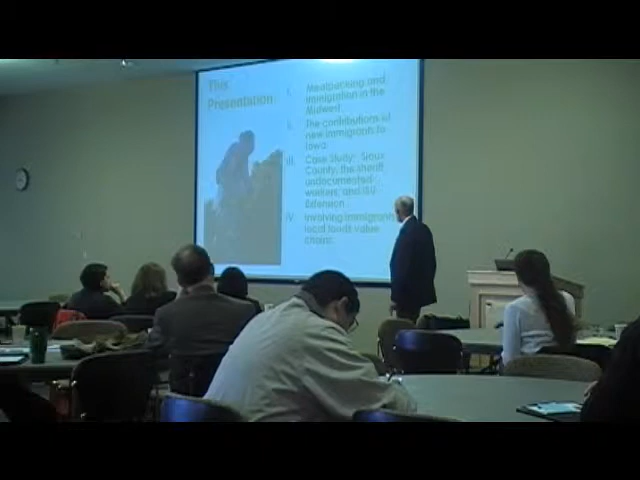 This
Presentation
I. Meatpacking and
immigration in the
Midwest
II. The contributions of
new immigrants to
Iowa
III. Case Study: Sioux
County, the sheriff,
undocumented
workers, and ISU
Extension
IV. Involving immigrants
local foods value
chains.